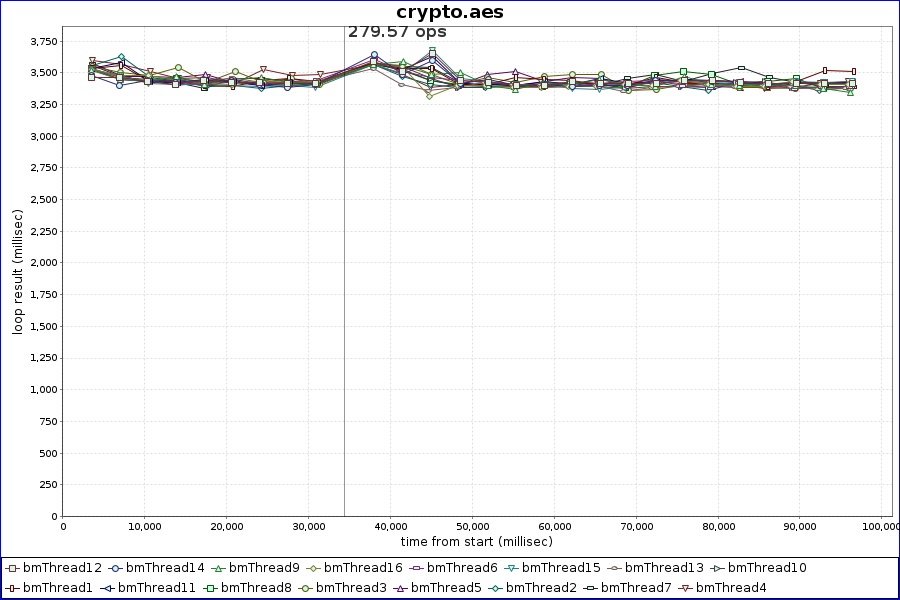 crypto.aes
279.57 ops
3,750
3,500
3,250
3,000
2,750
2,500
2,250
2,000
1,750
1,500
1,250
1,000
750
500
250
0
loop result (millisec)
0 10,000 20,000 30,000 40,000 50,000 60,000 70,000 80,000 90,000 100,000
time from start (millisec)
bmThread12 bmThread14 bmThread9 bmThread16 bmThread6 bmThread15 bmThread13 bmThread10
bmThread1 bmThread11 bmThread8 bmThread3 bmThread5 bmThread2 bmThread7 bmThread4